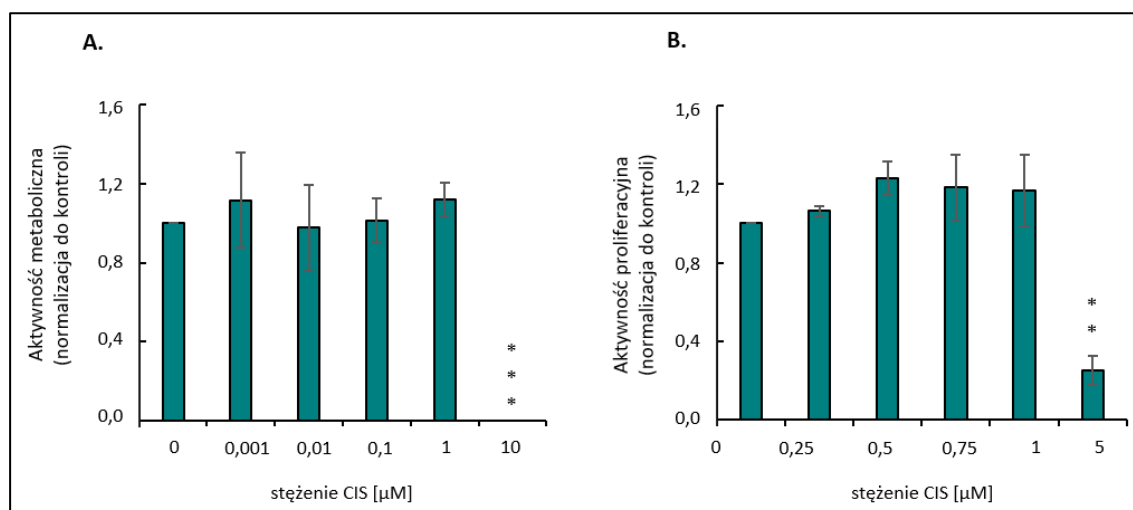 A.
Aktywność metaboliczna
(normalizacja do kontroli)
1,6
1,2
0,8
0,4
0,0
*
*
*
0 0,001 0,01 0,1 1 10
stężenie CIS [µM]
B.
Aktywność proliferacyjna
(normalizacja do kontroli)
1,6
1,2
0,8
0,4
0,0
*
*
0 0,25 0,5 0,75 1 5
stężenie CIS [µM]